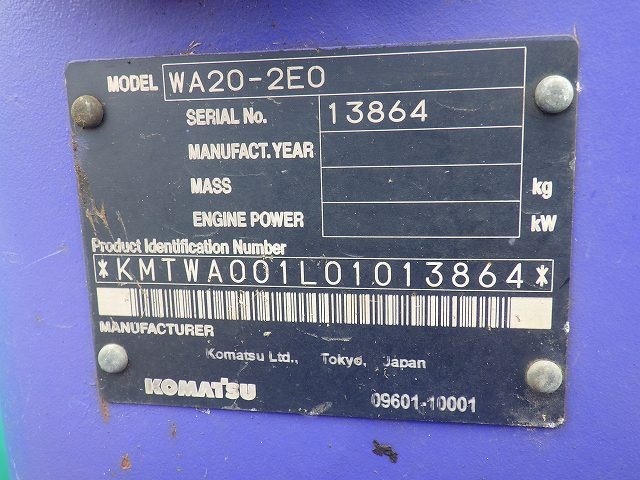 MODEL WA20-2E0
SERIAL No. 13864
MANUFACT. YEAR
MASS kg
ENGINE POWER kW
Product Identification Number
*KMTWA001L01013864*
MANUFACTURER
Komatsu Ltd., Tokyo, Japan
KOMATSU 09601-10001